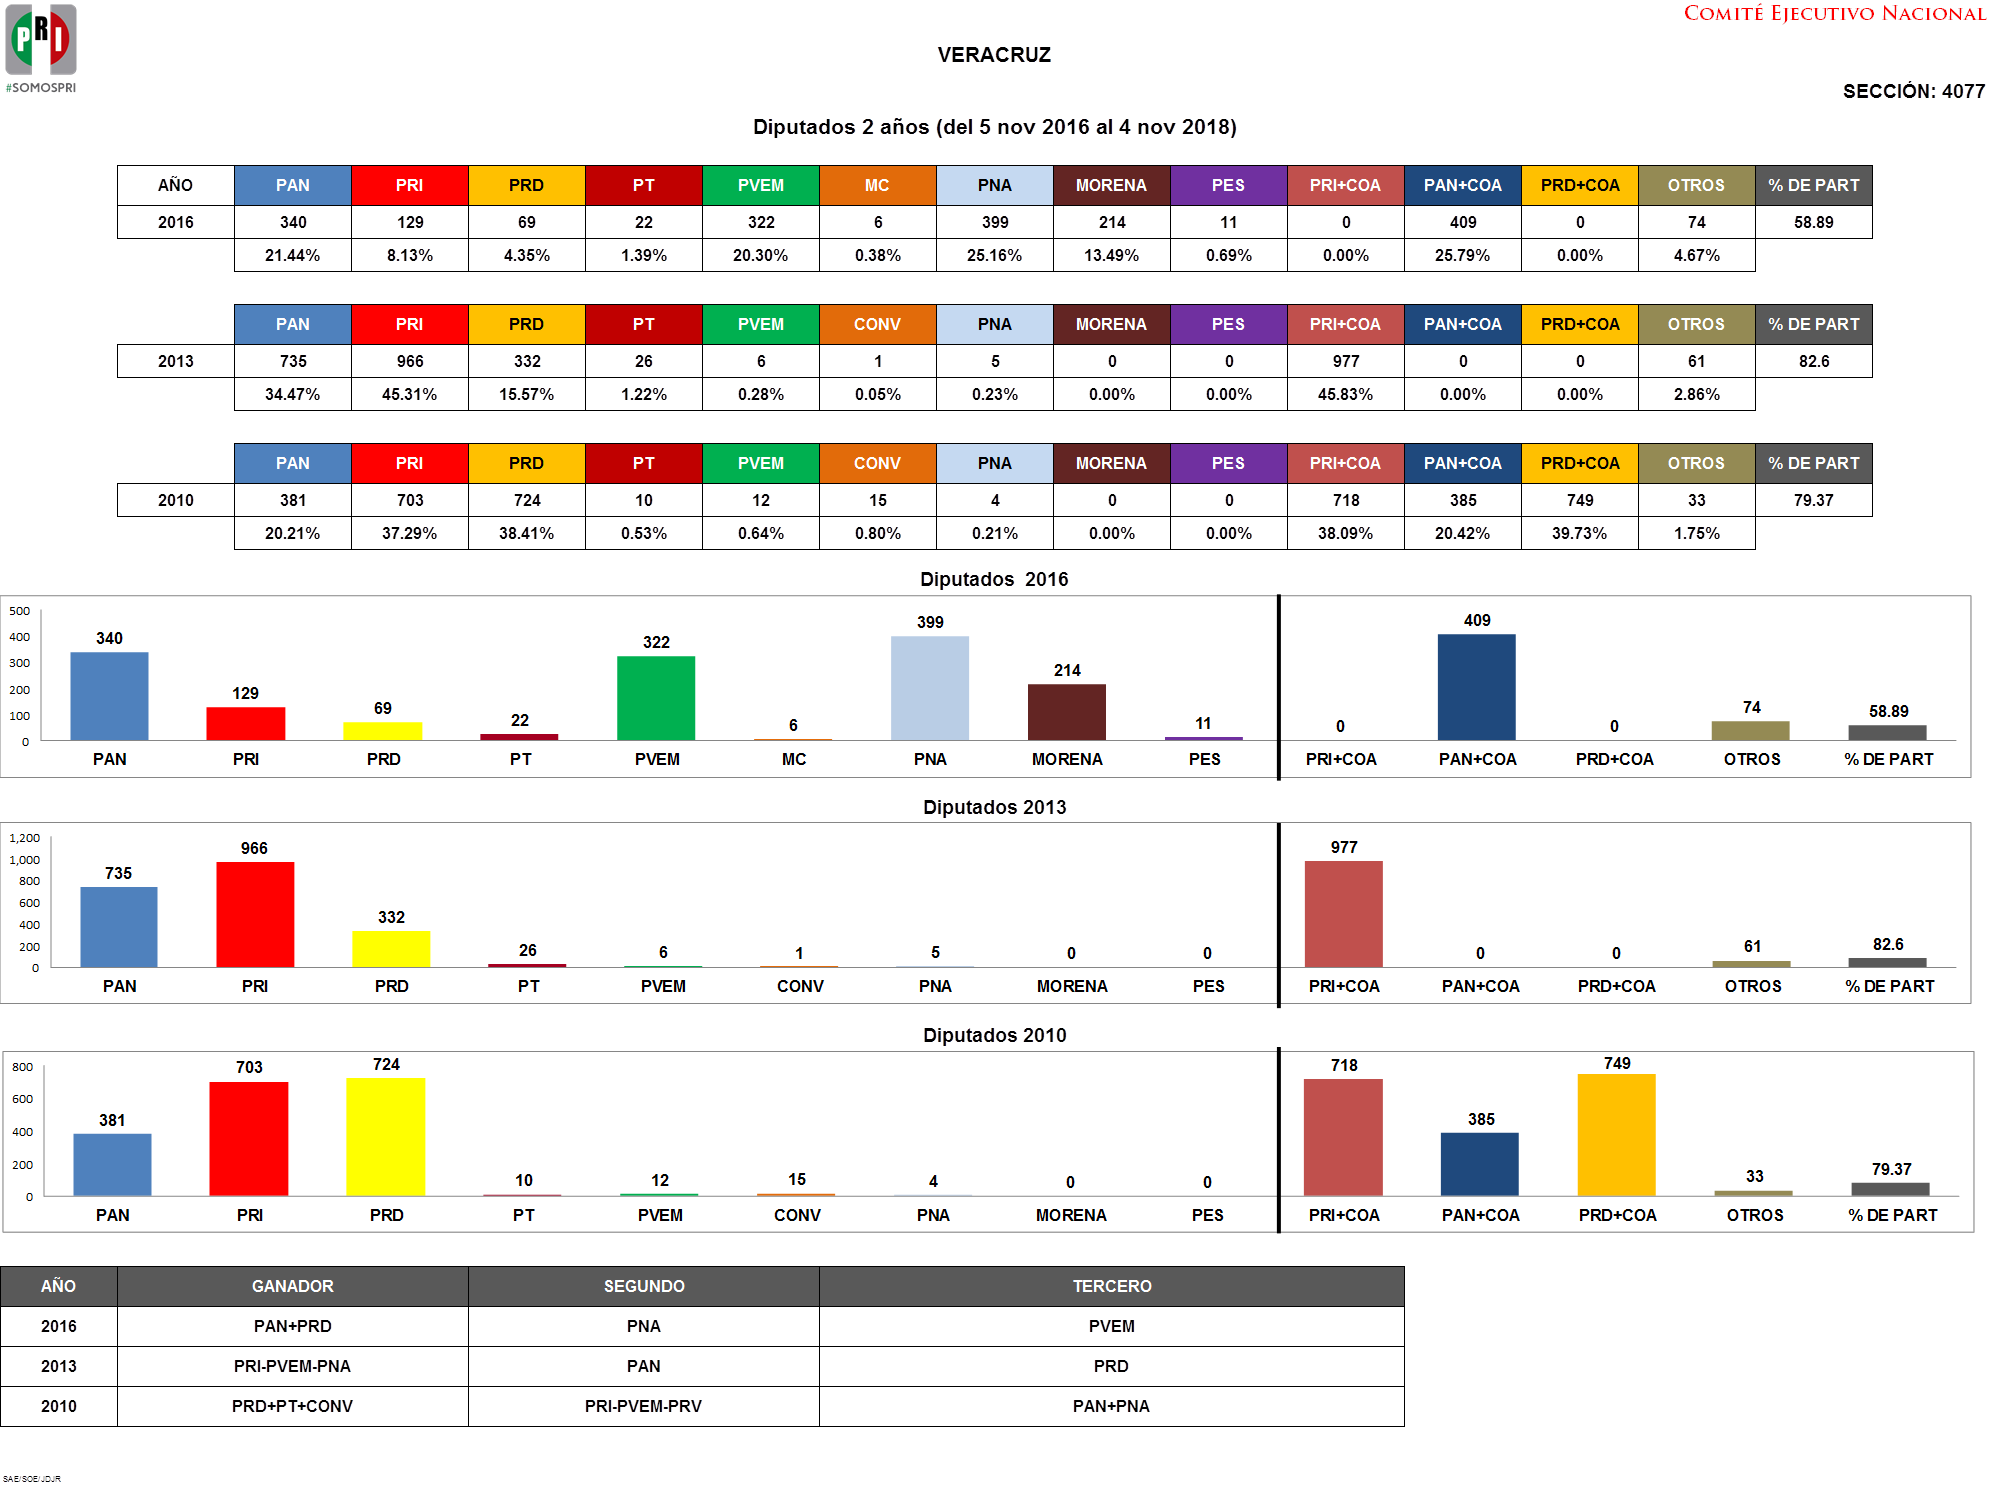 PRI
#SOMOSPRI
COMITÉ EJECUTIVO NACIONAL
VERACRUZ
SECCIÓN: 4077
Diputados 2 años (del 5 nov 2016 al 4 nov 2018)
AÑO PAN PRI PRD PT PVEM MC PNA MORENA PES PRI+COA PAN+COA PRD+COA OTROS % DE PART
2016 340 129 69 22 322 6 399 214 11 0 409 0 74 58.89
21.44% 8.13% 4.35% 1.39% 20.30% 0.38% 25.16% 13.49% 0.69% 0.00% 25.79% 0.00% 4.67%
PAN PRI PRD PT PVEM CONV PNA MORENA PES PRI+COA PAN+COA PRD+COA OTROS % DE PART
2013 735 966 332 26 6 1 5 0 0 977 0 0 61 82.6
34.47% 45.31% 15.57% 1.22% 0.28% 0.05% 0.23% 0.00% 0.00% 45.83% 0.00% 0.00% 2.86%
PAN PRI PRD PT PVEM CONV PNA MORENA PES PRI+COA PAN+COA PRD+COA OTROS % DE PART
2010 381 703 724 10 12 15 4 0 0 718 385 749 33 79.37
20.21% 37.29% 38.41% 0.53% 0.64% 0.80% 0.21% 0.00% 0.00% 38.09% 20.42% 39.73% 1.75%
Diputados 2016
500
400
300
200
100
0
340 129 69 22 322 6 399 214 11 0 409 0 74 58.89
PAN PRI PRD PT PVEM MC PNA MORENA PES PRI+COA PAN+COA PRD+COA OTROS % DE PART
Diputados 2013
1,200
1,000
800
600
400
200
0
735 966 332 26 6 1 5 0 0 977 0 0 61 82.6
PAN PRI PRD PT PVEM CONV PNA MORENA PES PRI+COA PAN+COA PRD+COA OTROS % DE PART
Diputados 2010
800
600
400
200
0
381 703 724 10 12 15 4 0 0 718 385 749 33 79.37
PAN PRI PRD PT PVEM CONV PNA MORENA PES PRI+COA PAN+COA PRD+COA OTROS % DE PART
AÑO GANADOR SEGUNDO TERCERO
2016 PAN+PRD PNA PVEM
2013 PRI-PVEM-PNA PAN PRD
2010 PRD+PT+CONV PRI-PVEM-PRV PAN+PNA
SAE/SOE/JDJR